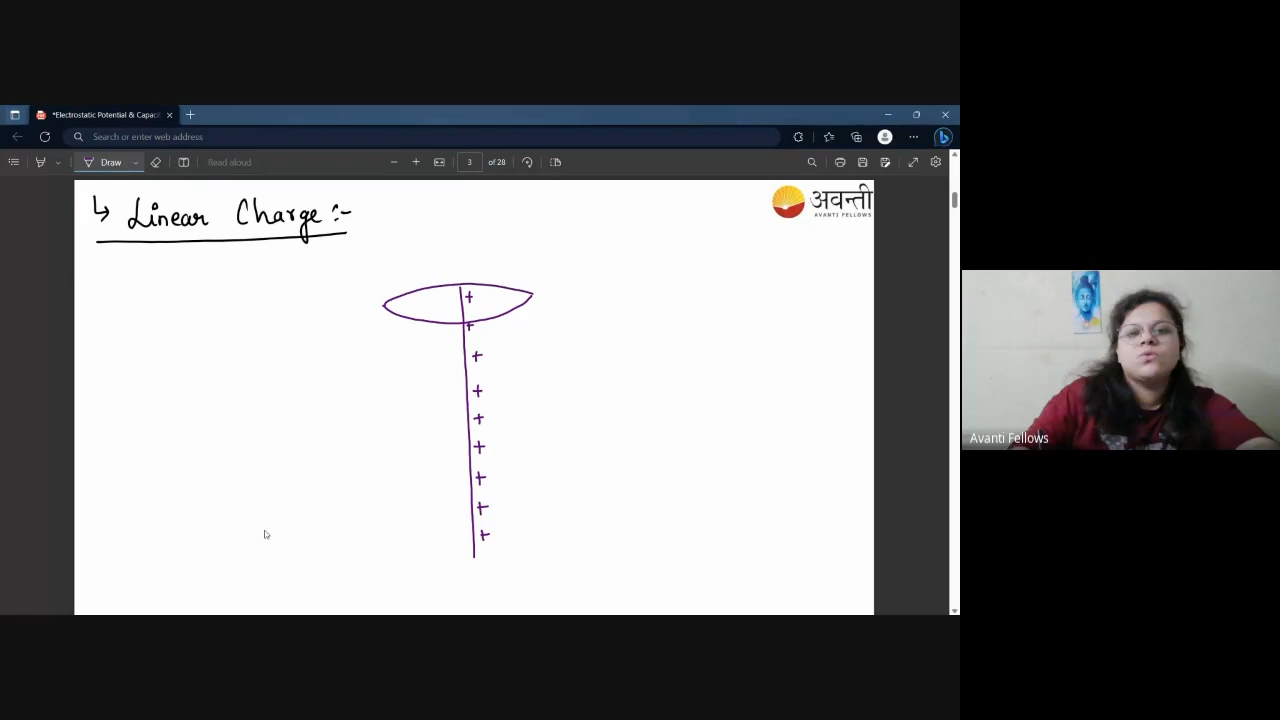 *Electrostatic Potential & Capaci
Search or enter web address
Draw
Read aloud
3 of 28
↳ Linear Charge :-
अवन्ती
AVANTI FELLOWS
+
+
+
+
+
+
+
+
+
Avanti Fellows